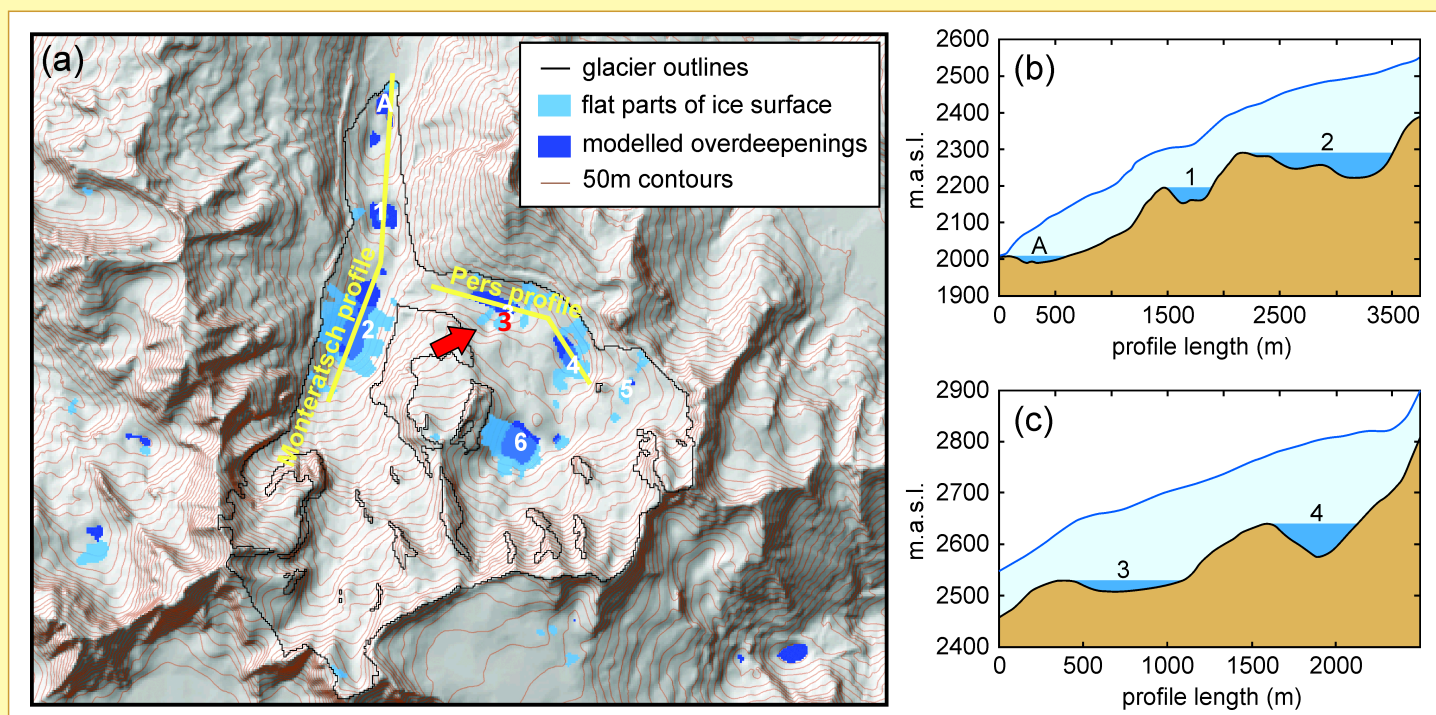 (a)
glacier outlines
flat parts of ice surface
modelled overdeepenings
50m contours
A
1
Monteratsch profile
2
Pers profile
3
4
5
6
(b)
2600
2500
2400
2300
2200
2100
2000
1900
m.a.s.l.
A
1
2
0
500
1500
2500
3500
profile length (m)
(c)
2900
2800
2700
2600
2500
2400
m.a.s.l.
3
4
0
500
1000
1500
2000
profile length (m)